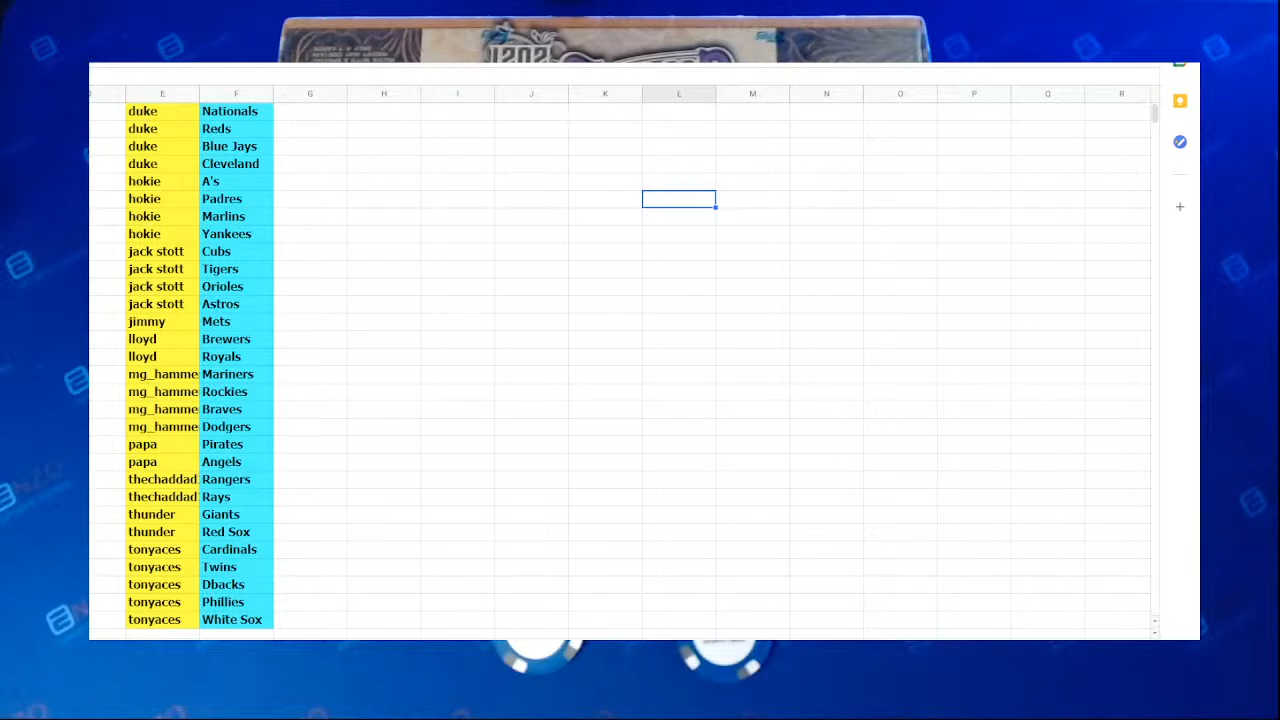 E F G H I J K L M N O P Q R
duke Nationals
duke Reds
duke Blue Jays
duke Cleveland
hokie A's
hokie Padres
hokie Marlins
hokie Yankees
jack stott Cubs
jack stott Tigers
jack stott Orioles
jack stott Astros
jimmy Mets
lloyd Brewers
lloyd Royals
mg_hamme Mariners
mg_hamme Rockies
mg_hamme Braves
mg_hamme Dodgers
papa Pirates
papa Angels
thechaddad Rangers
thechaddad Rays
thunder Giants
thunder Red Sox
tonyaces Cardinals
tonyaces Twins
tonyaces Dbacks
tonyaces Phillies
tonyaces White Sox